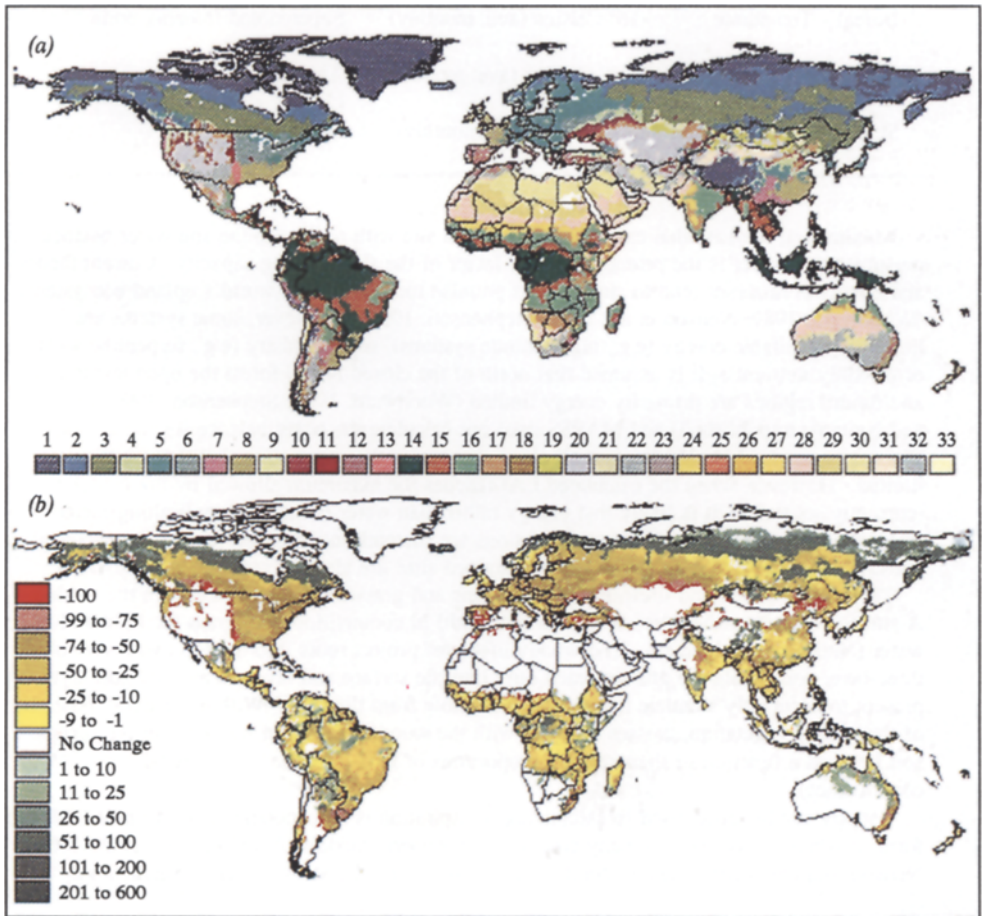 (a)
1 2 3 4 5 6 7 8 9 10 11 12 13 14 15 16 17 18 19 20 21 22 23 24 25 26 27 28 29 30 31 32 33
(b)
-100
-99 to -75
-74 to -50
-50 to -25
-25 to -10
-9 to -1
No Change
1 to 10
11 to 25
26 to 50
51 to 100
101 to 200
201 to 600